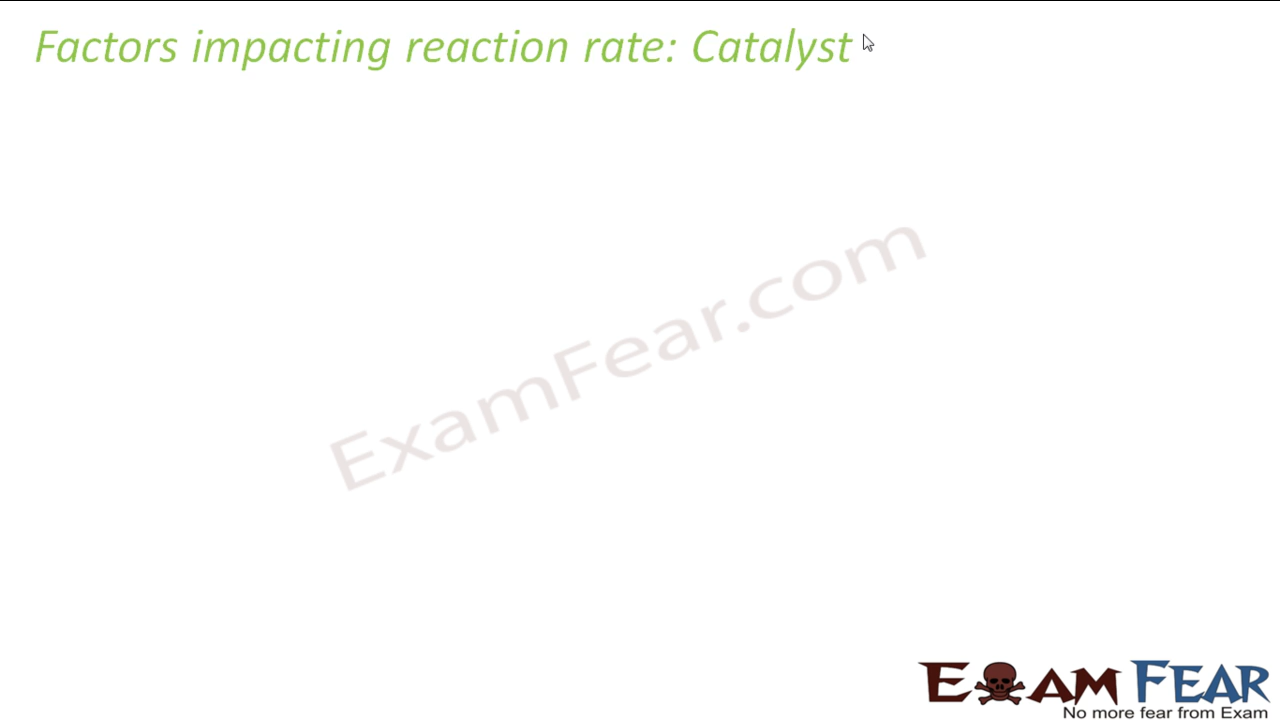 Factors impacting reaction rate: Catalyst
ExamFear.com
EXAM FEAR
No more fear from Exam